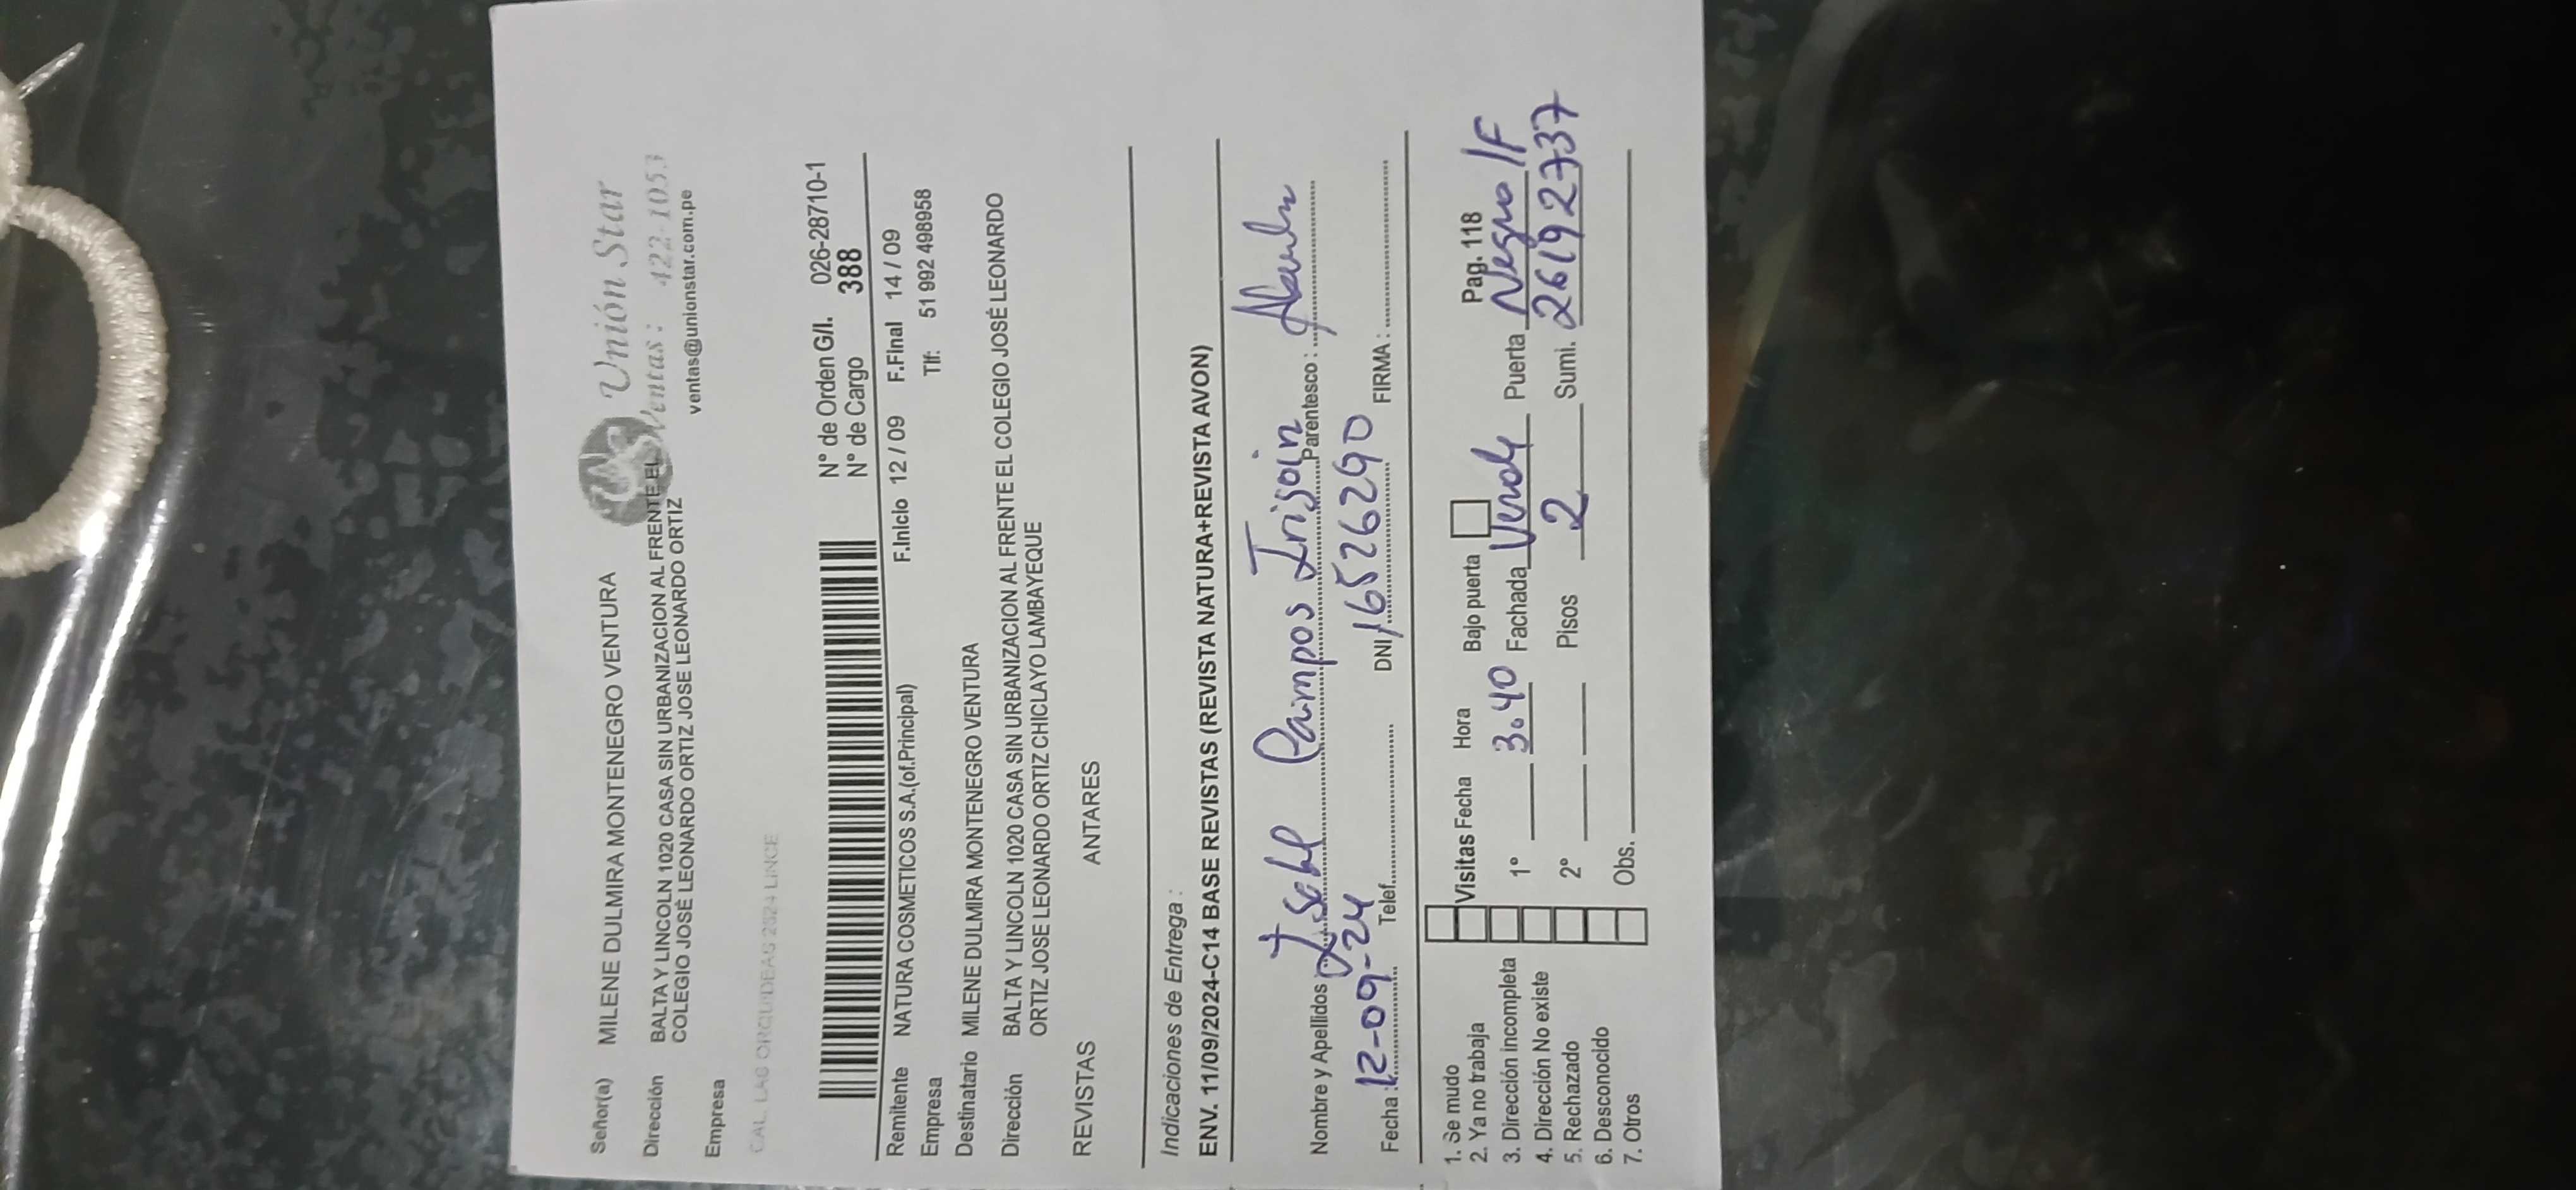 Unión Star
Ventas: 422-1053
ventas@unionstar.com.pe
Señor(a) MILENE DULMIRA MONTENEGRO VENTURA
Dirección BALTA Y LINCOLN 1020 CASA SIN URBANIZACION AL FRENTE EL
COLEGIO JOSÉ LEONARDO ORTIZ JOSE LEONARDO ORTIZ
Empresa
CAL. LAS ORQUIDEAS 2624 LINCE
N° de Orden G/I. 026-28710-1
N° de Cargo 388
Remitente NATURA COSMETICOS S.A.(of.Principal) F.Inicio 12 / 09 F.Final 14 / 09
Empresa Tlf: 51 992 498958
Destinatario MILENE DULMIRA MONTENEGRO VENTURA
Dirección BALTA Y LINCOLN 1020 CASA SIN URBANIZACION AL FRENTE EL COLEGIO JOSÉ LEONARDO
ORTIZ JOSE LEONARDO ORTIZ CHICLAYO LAMBAYEQUE
REVISTAS ANTARES
Indicaciones de Entrega :
ENV. 11/09/2024-C14 BASE REVISTAS (REVISTA NATURA+REVISTA AVON)
Nombre y Apellidos Isabel Campos Parentesco :
Fecha : 12-09-24 Telef. DNI 16526290 FIRMA :
1. Se mudo
2. Ya no trabaja
3. Dirección incompleta
4. Dirección No existe
5. Rechazado
6. Desconocido
7. Otros
Visitas Fecha Hora Bajo puerta Pag. 118
1° 3.40 Fachada Verde Puerta Negro 1F
2° Pisos 2 Sumi. 26192737
Obs.